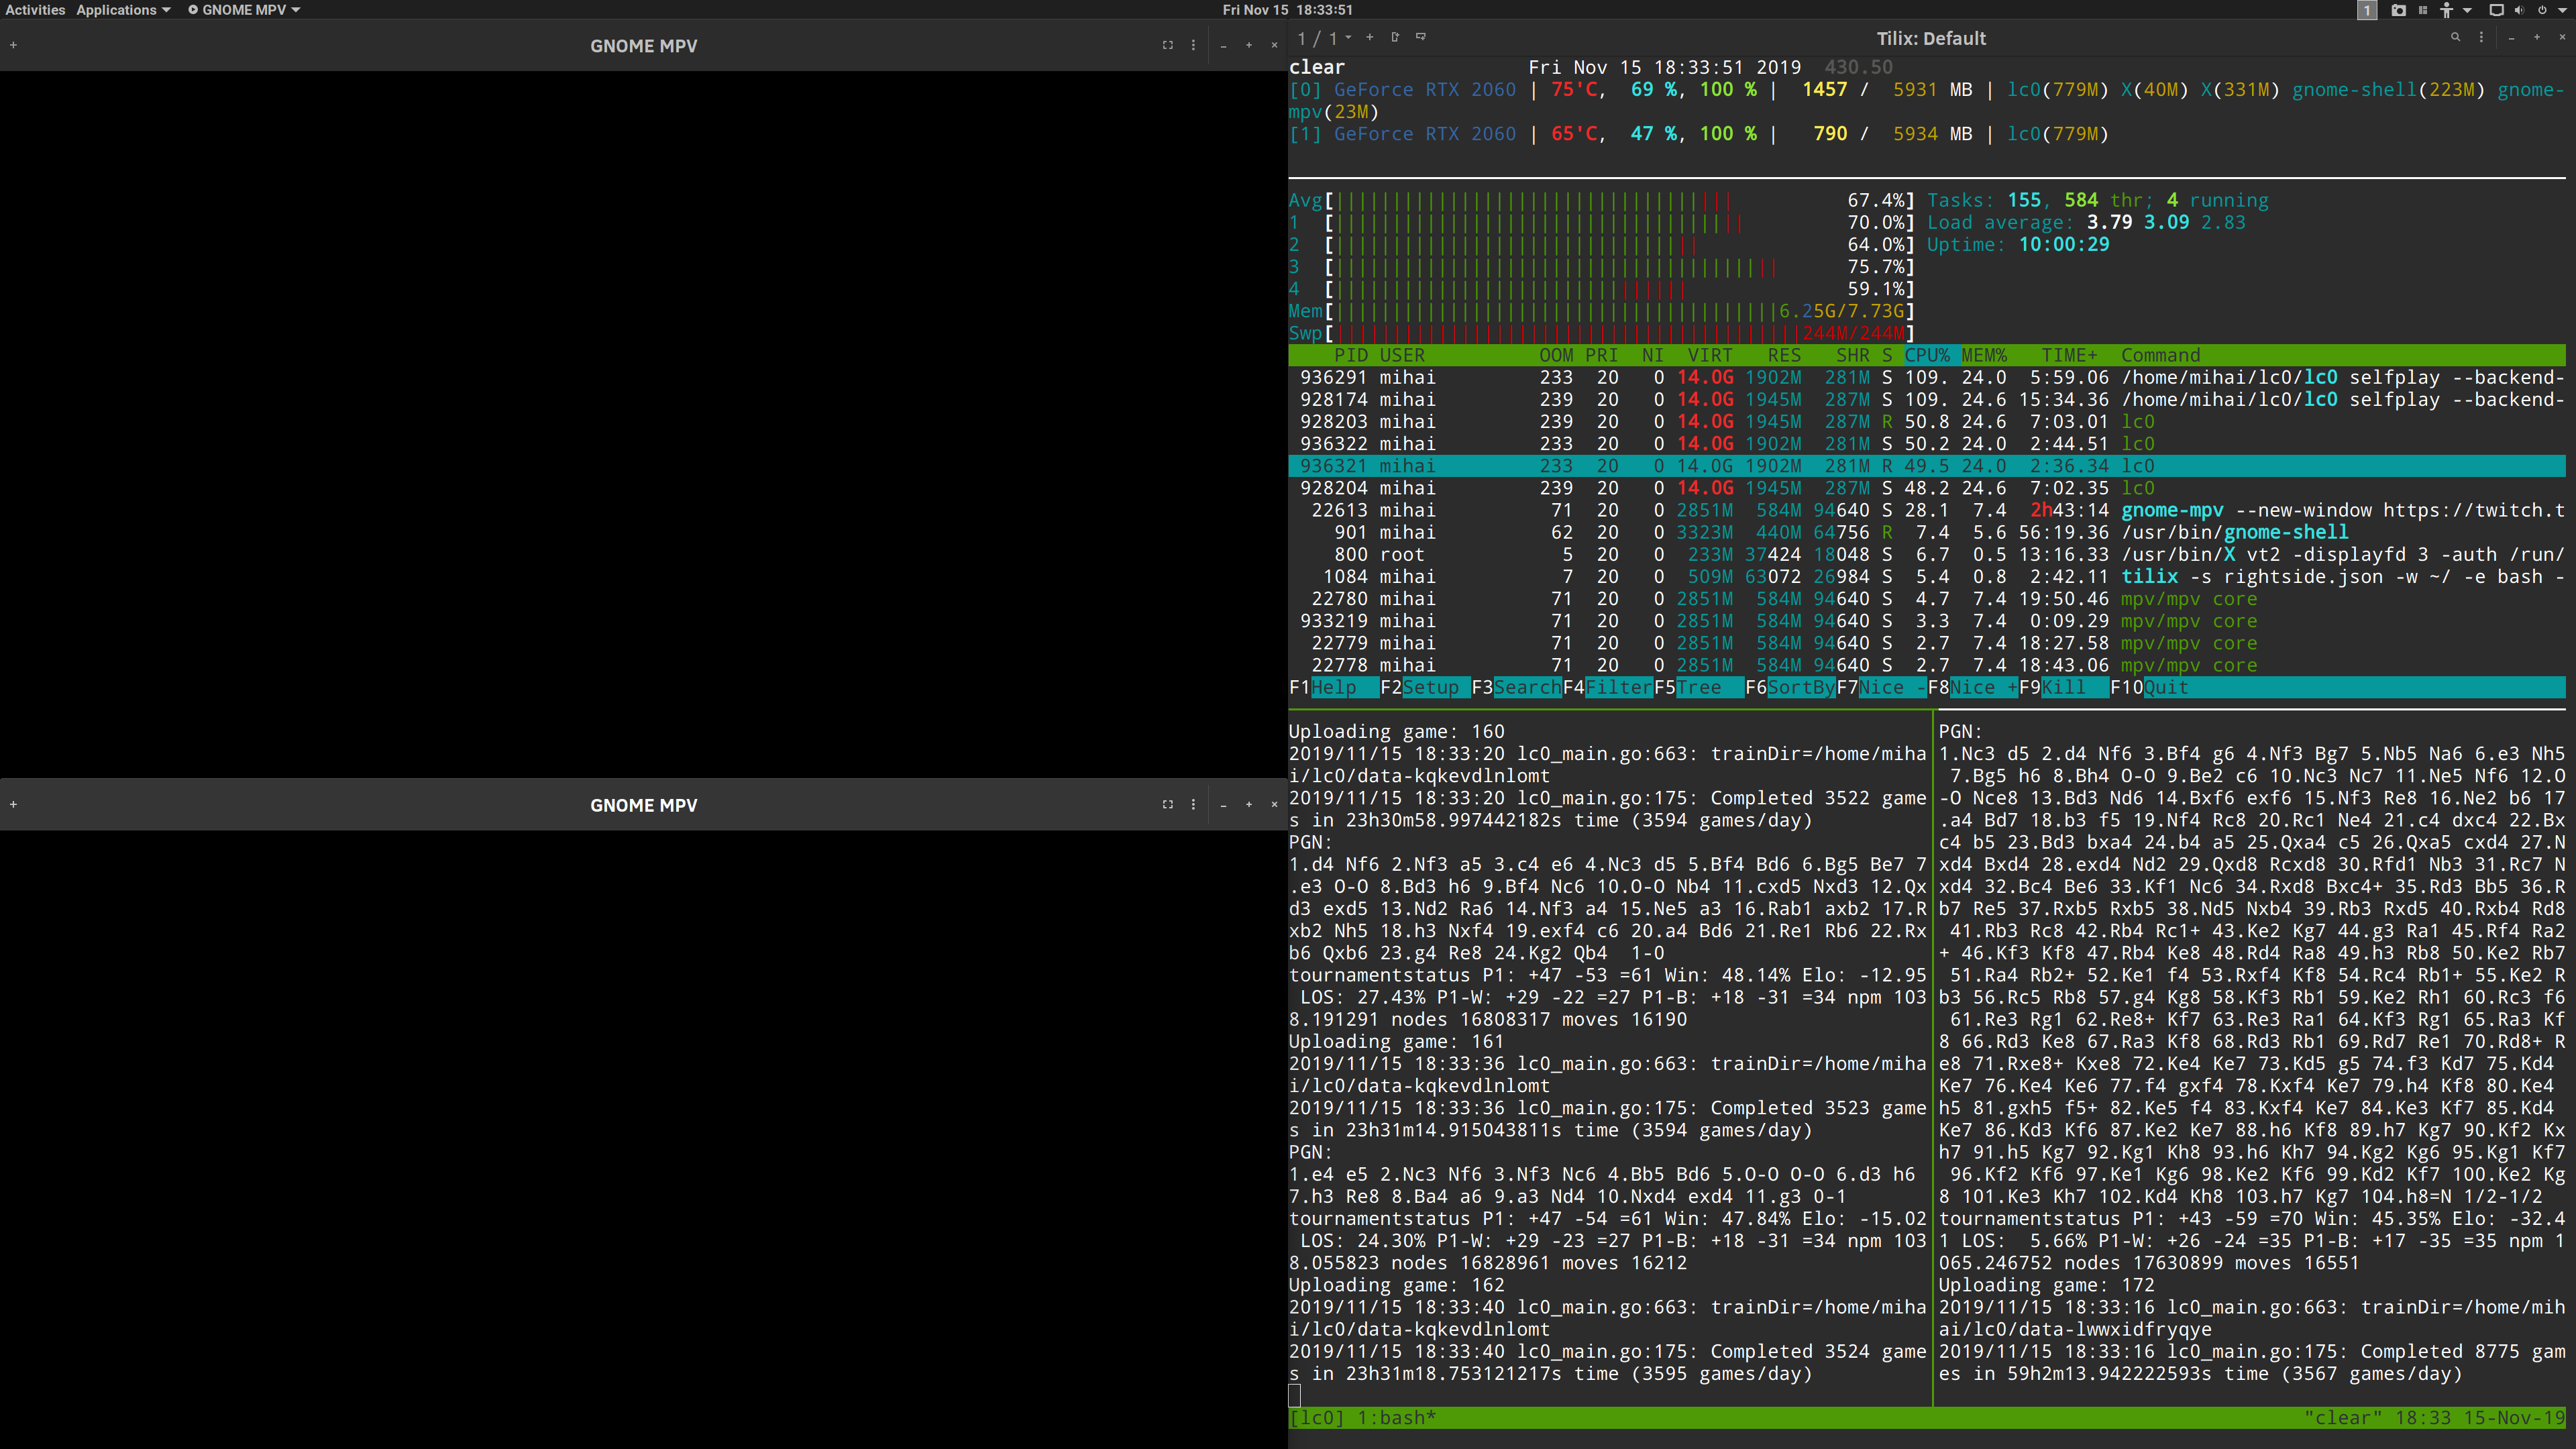 Activities Applications GNOME MPV Fri Nov 15 18:33:51 1
GNOME MPV
GNOME MPV
1 / 1 Tilix: Default
clear Fri Nov 15 18:33:51 2019 430.50
[0] GeForce RTX 2060 | 75'C, 69 %, 100 % | 1457 / 5931 MB | lc0(779M) X(40M) X(331M) gnome-shell(223M) gnome-
mpv(23M)
[1] GeForce RTX 2060 | 65'C, 47 %, 100 % | 790 / 5934 MB | lc0(779M)
Avg[ 67.4%] Tasks: 155, 584 thr; 4 running
1 [ 70.0%] Load average: 3.79 3.09 2.83
2 [ 64.0%] Uptime: 10:00:29
3 [ 75.7%]
4 [ 59.1%]
Mem[ 6.25G/7.73G]
Swp[ 244M/244M]
PID USER OOM PRI NI VIRT RES SHR S CPU% MEM% TIME+ Command
936291 mihai 233 20 0 14.0G 1902M 281M S 109. 24.0 5:59.06 /home/mihai/lc0/lc0 selfplay --backend-
928174 mihai 239 20 0 14.0G 1945M 287M S 109. 24.6 15:34.36 /home/mihai/lc0/lc0 selfplay --backend-
928203 mihai 239 20 0 14.0G 1945M 287M R 50.8 24.6 7:03.01 lc0
936322 mihai 233 20 0 14.0G 1902M 281M S 50.2 24.0 2:44.51 lc0
936321 mihai 233 20 0 14.0G 1902M 281M R 49.5 24.0 2:36.34 lc0
928204 mihai 239 20 0 14.0G 1945M 287M S 48.2 24.6 7:02.35 lc0
22613 mihai 71 20 0 2851M 584M 94640 S 28.1 7.4 2h43:14 gnome-mpv --new-window https://twitch.t
901 mihai 62 20 0 3323M 440M 64756 R 7.4 5.6 56:19.36 /usr/bin/gnome-shell
800 root 5 20 0 233M 37424 18048 S 6.7 0.5 13:16.33 /usr/bin/X vt2 -displayfd 3 -auth /run/
1084 mihai 7 20 0 509M 63072 26984 S 5.4 0.8 2:42.11 tilix -s rightside.json -w ~/ -e bash -
22780 mihai 71 20 0 2851M 584M 94640 S 4.7 7.4 19:50.46 mpv/mpv core
933219 mihai 71 20 0 2851M 584M 94640 S 3.3 7.4 0:09.29 mpv/mpv core
22779 mihai 71 20 0 2851M 584M 94640 S 2.7 7.4 18:27.58 mpv/mpv core
22778 mihai 71 20 0 2851M 584M 94640 S 2.7 7.4 18:43.06 mpv/mpv core
F1Help F2Setup F3SearchF4FilterF5Tree F6SortByF7Nice -F8Nice +F9Kill F10Quit
Uploading game: 160
2019/11/15 18:33:20 lc0_main.go:663: trainDir=/home/miha
i/lc0/data-kqkevdlnlomt
2019/11/15 18:33:20 lc0_main.go:175: Completed 3522 game
s in 23h30m58.997442182s time (3594 games/day)
PGN:
1.d4 Nf6 2.Nf3 a5 3.c4 e6 4.Nc3 d5 5.Bf4 Bd6 6.Bg5 Be7 7
.e3 O-O 8.Bd3 h6 9.Bf4 Nc6 10.O-O Nb4 11.cxd5 Nxd3 12.Qx
d3 exd5 13.Nd2 Ra6 14.Nf3 a4 15.Ne5 a3 16.Rab1 axb2 17.R
xb2 Nh5 18.h3 Nxf4 19.exf4 c6 20.a4 Bd6 21.Re1 Rb6 22.Rx
b6 Qxb6 23.g4 Re8 24.Kg2 Qb4 1-0
tournamentstatus P1: +47 -53 =61 Win: 48.14% Elo: -12.95
LOS: 27.43% P1-W: +29 -22 =27 P1-B: +18 -31 =34 npm 103
8.191291 nodes 16808317 moves 16190
Uploading game: 161
2019/11/15 18:33:36 lc0_main.go:663: trainDir=/home/miha
i/lc0/data-kqkevdlnlomt
2019/11/15 18:33:36 lc0_main.go:175: Completed 3523 game
s in 23h31m14.915043811s time (3594 games/day)
PGN:
1.e4 e5 2.Nc3 Nf6 3.Nf3 Nc6 4.Bb5 Bd6 5.O-O O-O 6.d3 h6
7.h3 Re8 8.Ba4 a6 9.a3 Nd4 10.Nxd4 exd4 11.g3 0-1
tournamentstatus P1: +47 -54 =61 Win: 47.84% Elo: -15.02
LOS: 24.30% P1-W: +29 -23 =27 P1-B: +18 -31 =34 npm 103
8.055823 nodes 16828961 moves 16212
Uploading game: 162
2019/11/15 18:33:40 lc0_main.go:663: trainDir=/home/miha
i/lc0/data-kqkevdlnlomt
2019/11/15 18:33:40 lc0_main.go:175: Completed 3524 game
s in 23h31m18.753121217s time (3595 games/day)
PGN:
1.Nc3 d5 2.d4 Nf6 3.Bf4 g6 4.Nf3 Bg7 5.Nb5 Na6 6.e3 Nh5
7.Bg5 h6 8.Bh4 O-O 9.Be2 c6 10.Nc3 Nc7 11.Ne5 Nf6 12.O
-O Nce8 13.Bd3 Nd6 14.Bxf6 exf6 15.Nf3 Re8 16.Ne2 b6 17
.a4 Bd7 18.b3 f5 19.Nf4 Rc8 20.Rc1 Ne4 21.c4 dxc4 22.Bx
c4 b5 23.Bd3 bxa4 24.b4 a5 25.Qxa4 c5 26.Qxa5 cxd4 27.N
xd4 Bxd4 28.exd4 Nd2 29.Qxd8 Rcxd8 30.Rfd1 Nb3 31.Rc7 N
xd4 32.Bc4 Be6 33.Kf1 Nc6 34.Rxd8 Bxc4+ 35.Rd3 Bb5 36.R
b7 Re5 37.Rxb5 Rxb5 38.Nd5 Nxb4 39.Rb3 Rxd5 40.Rxb4 Rd8
41.Rb3 Rc8 42.Rb4 Rc1+ 43.Ke2 Kg7 44.g3 Ra1 45.Rf4 Ra2
+ 46.Kf3 Kf8 47.Rb4 Ke8 48.Rd4 Ra8 49.h3 Rb8 50.Ke2 Rb7
51.Ra4 Rb2+ 52.Ke1 f4 53.Rxf4 Kf8 54.Rc4 Rb1+ 55.Ke2 R
b3 56.Rc5 Rb8 57.g4 Kg8 58.Kf3 Rb1 59.Ke2 Rh1 60.Rc3 f6
61.Re3 Rg1 62.Re8+ Kf7 63.Re3 Ra1 64.Kf3 Rg1 65.Ra3 Kf
8 66.Rd3 Ke8 67.Ra3 Kf8 68.Rd3 Rb1 69.Rd7 Re1 70.Rd8+ R
e8 71.Rxe8+ Kxe8 72.Ke4 Ke7 73.Kd5 g5 74.f3 Kd7 75.Kd4
Ke7 76.Ke4 Ke6 77.f4 gxf4 78.Kxf4 Ke7 79.h4 Kf8 80.Ke4
h5 81.gxh5 f5+ 82.Ke5 f4 83.Kxf4 Ke7 84.Ke3 Kf7 85.Kd4
Ke7 86.Kd3 Kf6 87.Ke2 Ke7 88.h6 Kf8 89.h7 Kg7 90.Kf2 Kx
h7 91.h5 Kg7 92.Kg1 Kh8 93.h6 Kh7 94.Kg2 Kg6 95.Kg1 Kf7
96.Kf2 Kf6 97.Ke1 Kg6 98.Ke2 Kf6 99.Kd2 Kf7 100.Ke2 Kg
8 101.Ke3 Kh7 102.Kd4 Kh8 103.h7 Kg7 104.h8=N 1/2-1/2
tournamentstatus P1: +43 -59 =70 Win: 45.35% Elo: -32.4
1 LOS: 5.66% P1-W: +26 -24 =35 P1-B: +17 -35 =35 npm 1
065.246752 nodes 17630899 moves 16551
Uploading game: 172
2019/11/15 18:33:16 lc0_main.go:663: trainDir=/home/mih
ai/lc0/data-lwwxidfryqye
2019/11/15 18:33:16 lc0_main.go:175: Completed 8775 gam
es in 59h2m13.942222593s time (3567 games/day)
[lc0] 1:bash* "clear" 18:33 15-Nov-19